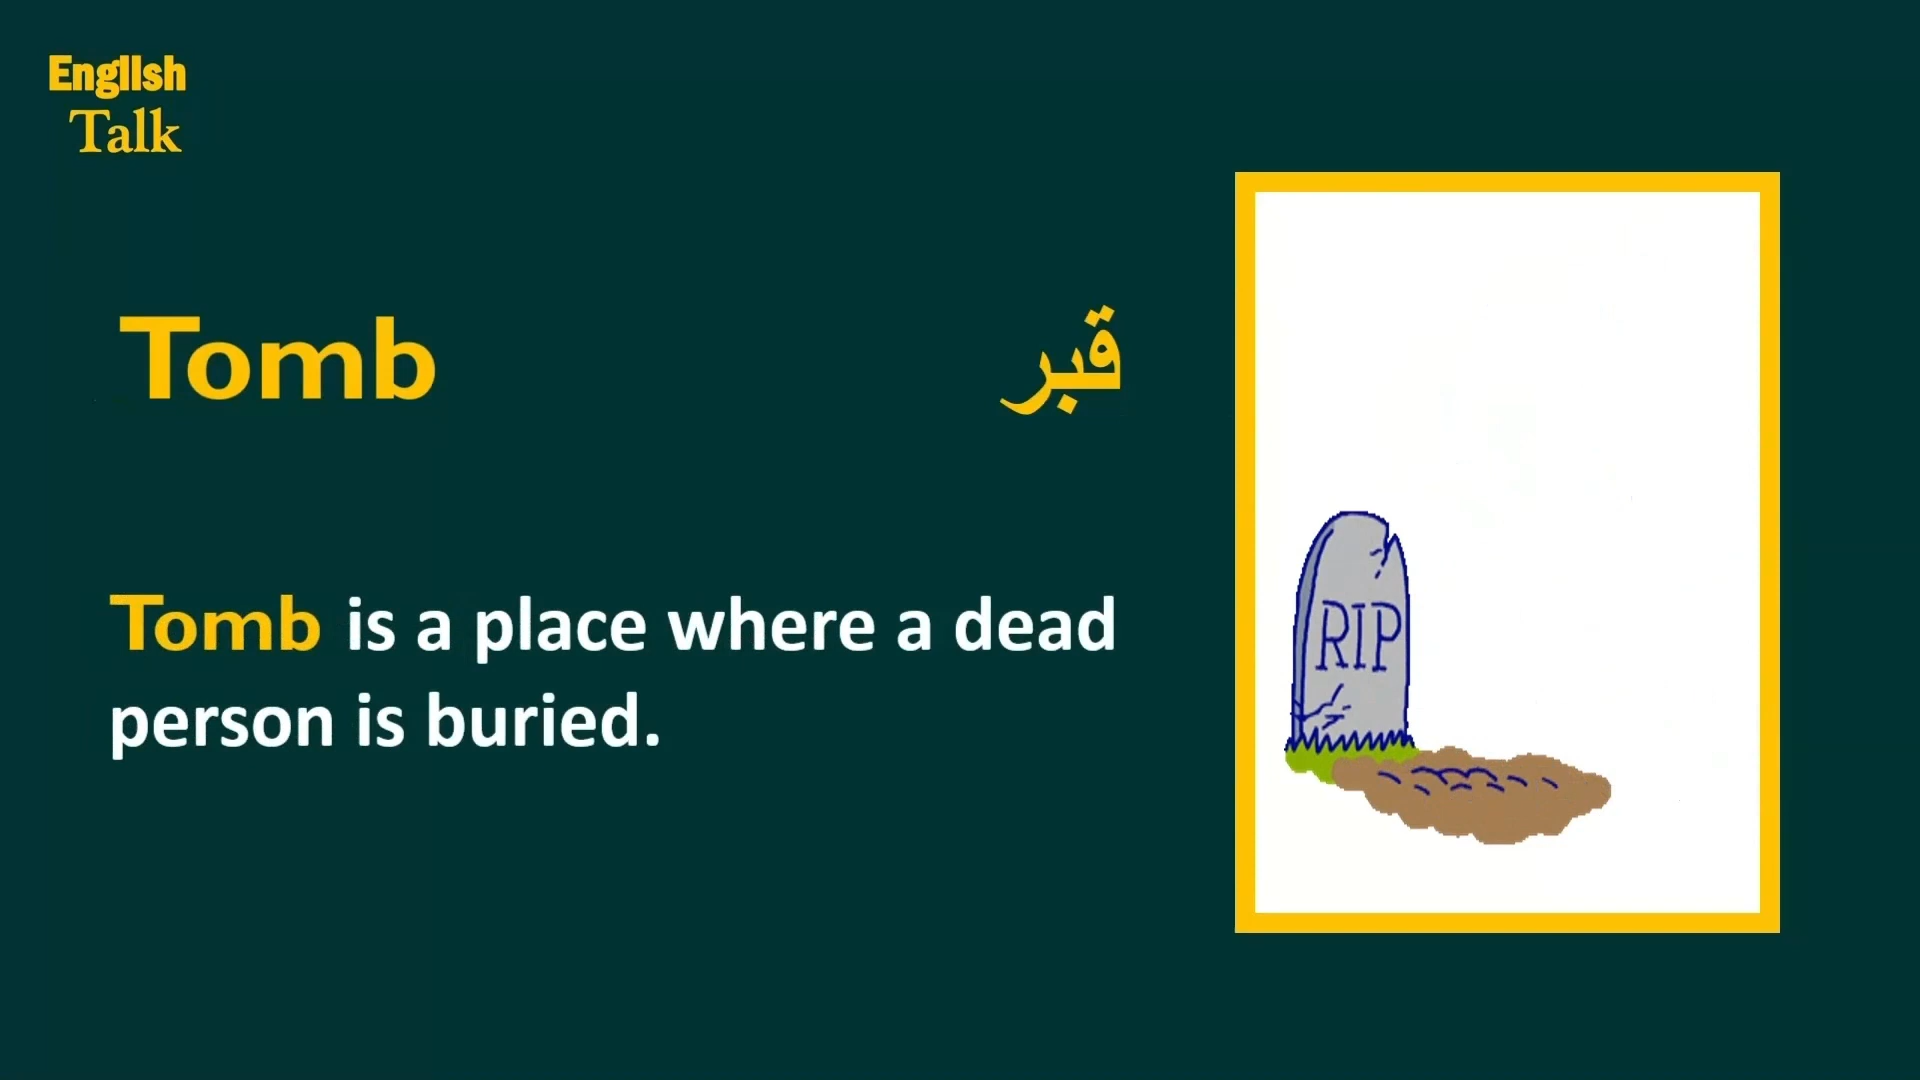 English
Talk
Tomb
قبر
Tomb is a place where a dead
person is buried.
RIP